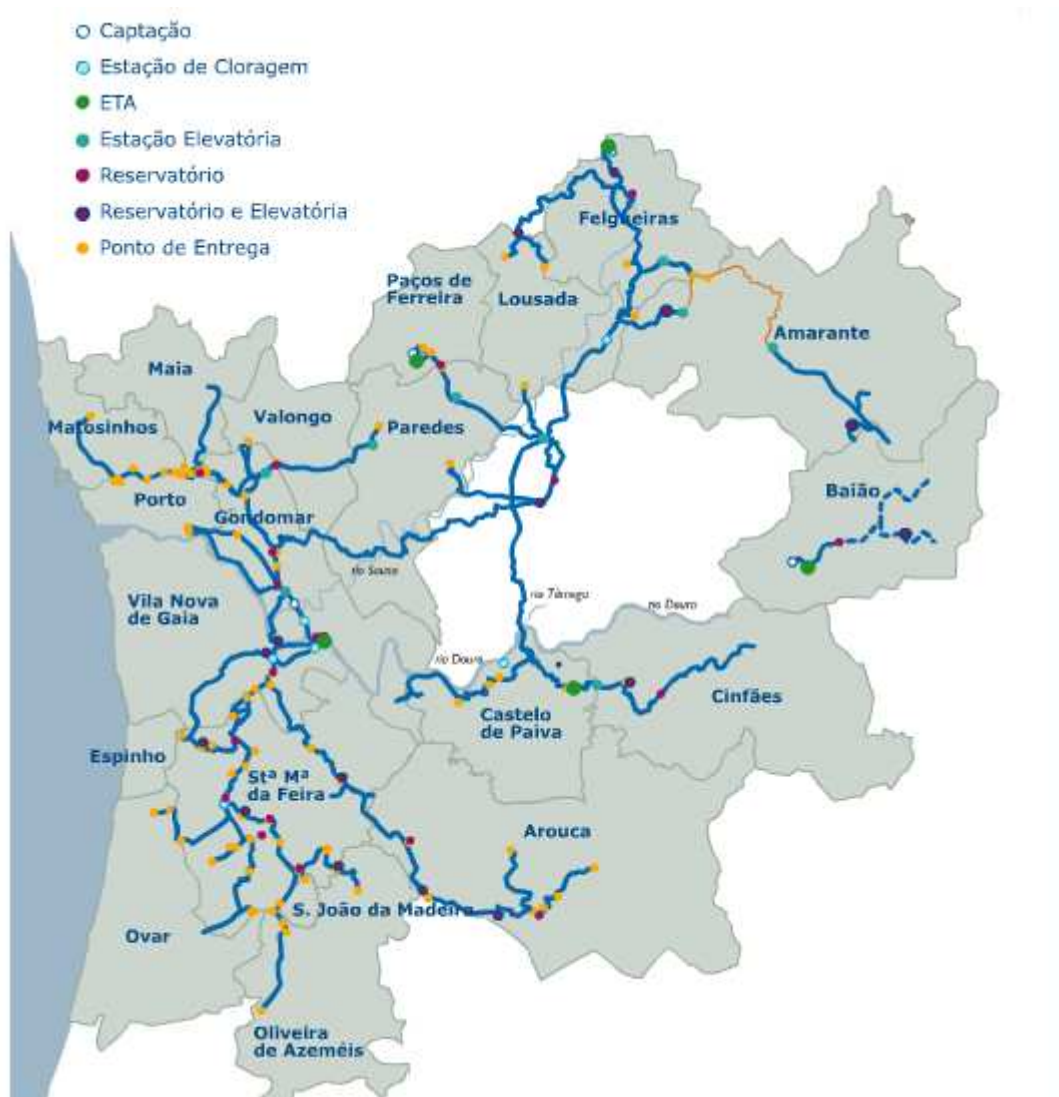 Captação
Estação de Cloragem
ETA
Estação Elevatória
Reservatório
Reservatório e Elevatória
Ponto de Entrega
Felgueiras
Paços de
Ferreira
Lousada
Amarante
Maia
Valongo
Matosinhos
Paredes
Baião
Porto
Gondomar
rio Sousa
rio Tâmega
rio Douro
Vila Nova
de Gaia
rio Douro
Cinfães
Castelo
de Paiva
Espinho
Stª Mª
da Feira
Arouca
S. João da Madeira
Ovar
Oliveira
de Azeméis